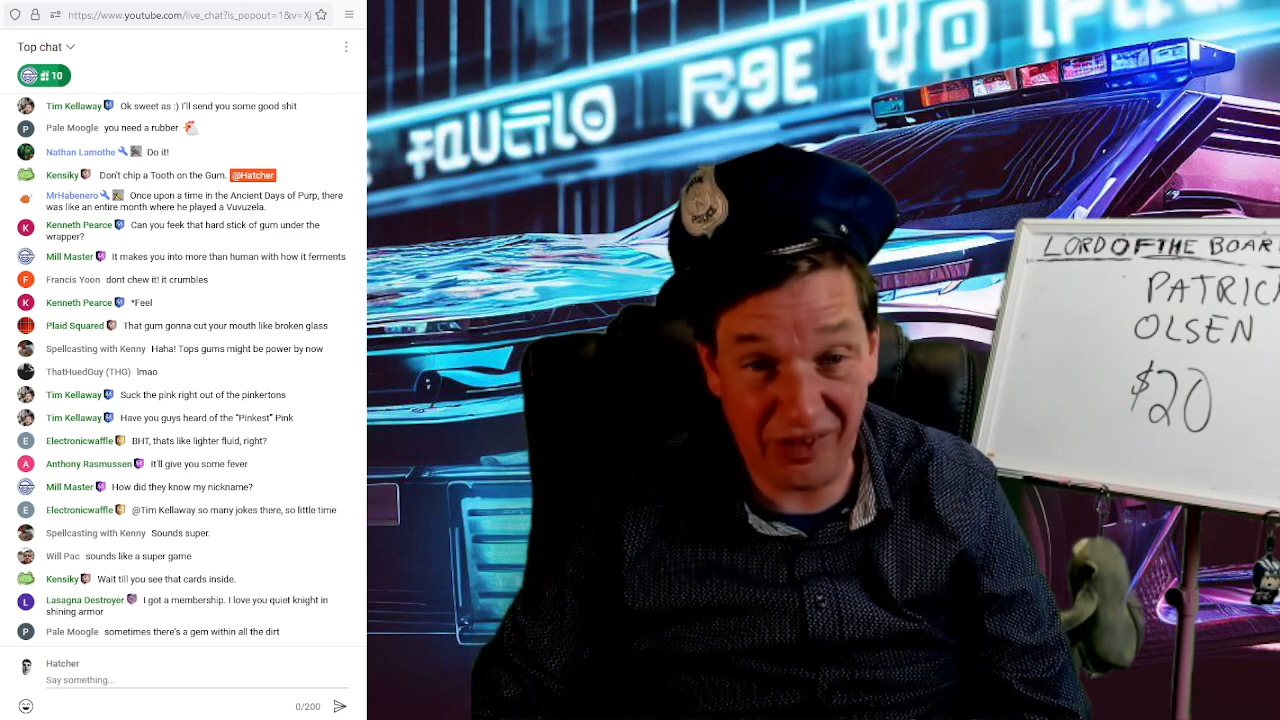 https://www.youtube.com/live_chat?is_popout=1&v=Xj
Top chat
10
Tim Kellaway Ok sweet as :) I'll send you some good shit
P Pale Moogle you need a rubber
Nathan Lamothe Do it!
Kensiky Don't chip a Tooth on the Gum. @Hatcher
MrHabenero Once upon a time in the Ancient Days of Purp, there
was like an entire month where he played a Vuvuzela.
K Kenneth Pearce Can you feek that hard stick of gum under the
wrapper?
Mill Master It makes you into more than human with how it ferments
F Francis Yoon dont chew it! it crumbles
K Kenneth Pearce *Feel
Plaid Squared That gum gonna cut your mouth like broken glass
Spellcasting with Kenny Haha! Tops gums might be power by now
ThatHuedGuy (THG) lmao
Tim Kellaway Suck the pink right out of the pinkertons
Tim Kellaway Have you guys heard of the "Pinkest" Pink
E Electronicwaffle BHT, thats like lighter fluid, right?
A Anthony Rasmussen It'll give you some fever
Mill Master How did they know my nickname?
E Electronicwaffle @Tim Kellaway so many jokes there, so little time
Spellcasting with Kenny Sounds super.
Will Pac sounds like a super game
Kensiky Wait till you see that cards inside.
L Lasagna Destroyer I got a membership. I love you quiet knight in
shining armor
P Pale Moogle sometimes there's a gem within all the dirt
Hatcher
Say something...
0/200
POLICE
LORD OF THE BOAR
PATRIC
OLSEN
$20